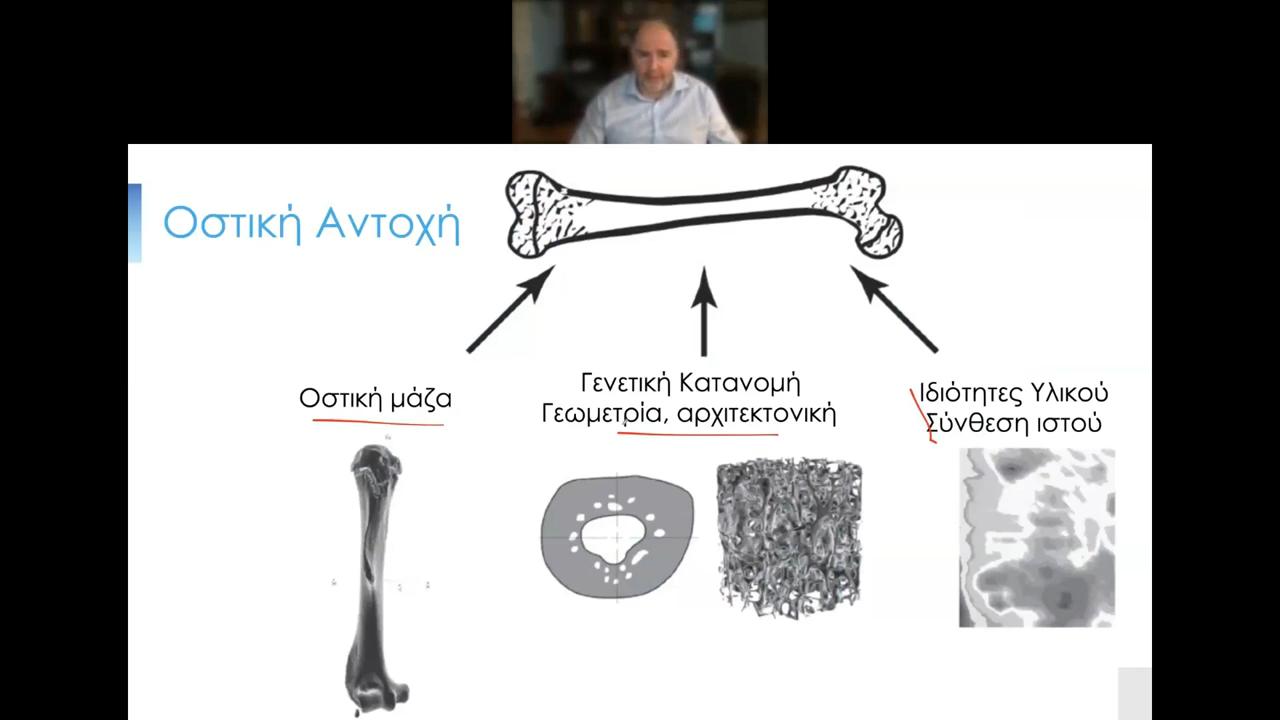 Οστική Αντοχή
Οστική μάζα
Γενετική Κατανομή
Γεωμετρία, αρχιτεκτονική
Ιδιότητες Υλικού
Σύνθεση ιστού